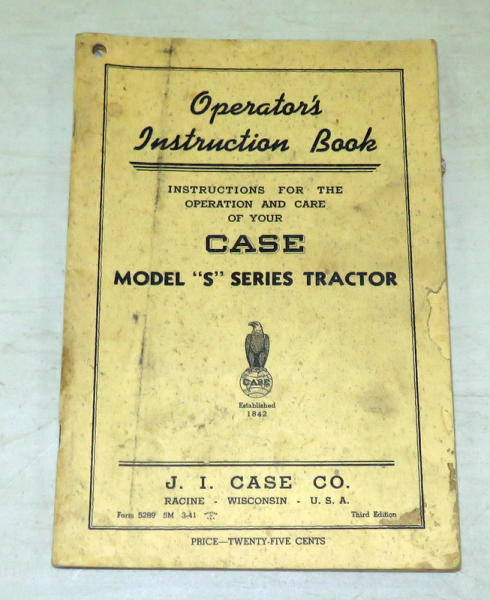 Operator's
Instruction Book
INSTRUCTIONS FOR THE
OPERATION AND CARE
OF YOUR
CASE
MODEL "S" SERIES TRACTOR
CASE
Established
1842
J. I. CASE CO.
RACINE - WISCONSIN - U. S. A.
Form 5289 5M 3-41 Third Edition
PRICE—TWENTY-FIVE CENTS